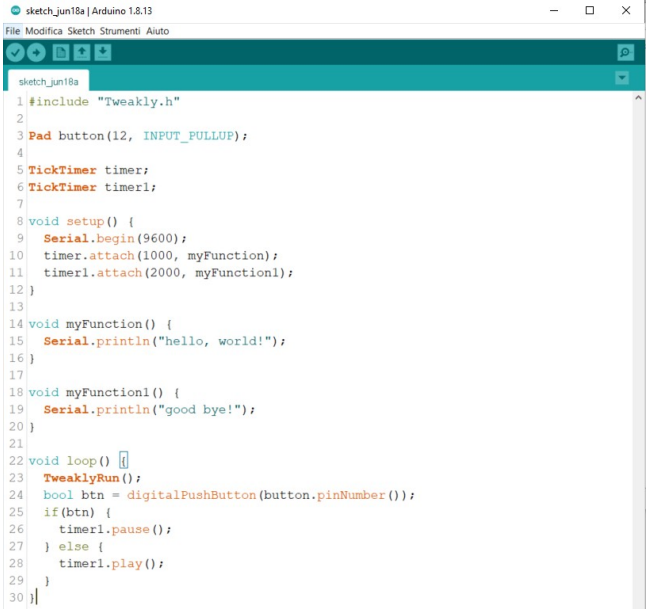 sketch_jun18a | Arduino 1.8.13
File Modifica Sketch Strumenti Aiuto
sketch_jun18a
1 #include "Tweakly.h"
2
3 Pad button(12, INPUT_PULLUP);
4
5 TickTimer timer;
6 TickTimer timer1;
7
8 void setup() {
9   Serial.begin(9600);
10   timer.attach(1000, myFunction);
11   timer1.attach(2000, myFunction1);
12 }
13
14 void myFunction() {
15   Serial.println("hello, world!");
16 }
17
18 void myFunction1() {
19   Serial.println("good bye!");
20 }
21
22 void loop() {
23   TweaklyRun();
24   bool btn = digitalPushButton(button.pinNumber());
25   if(btn) {
26     timer1.pause();
27   } else {
28     timer1.play();
29   }
30 }